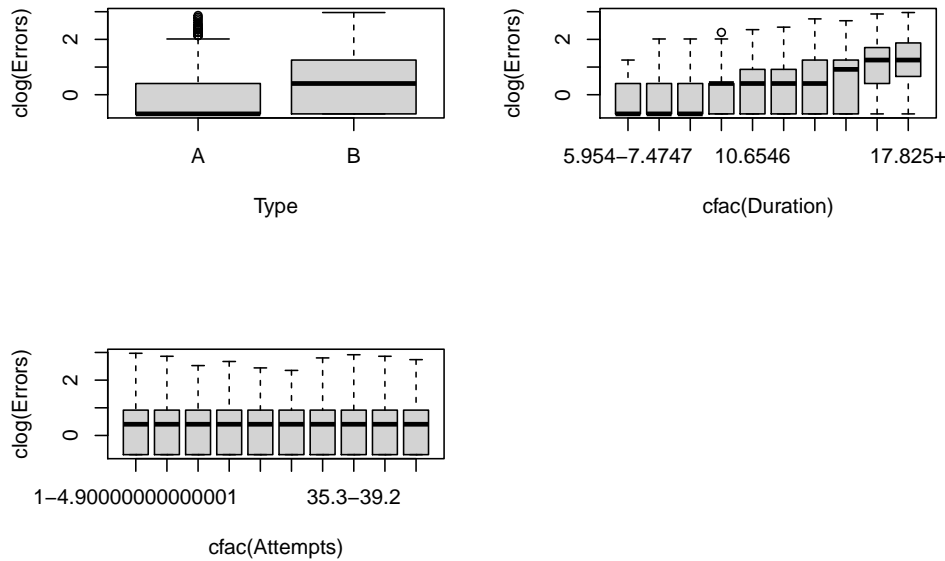 clog(Errors)
0
2
A
B
Type
clog(Errors)
0
2
5.954−7.4747
10.6546
17.825+
cfac(Duration)
clog(Errors)
0
2
1−4.90000000000001
35.3−39.2
cfac(Attempts)